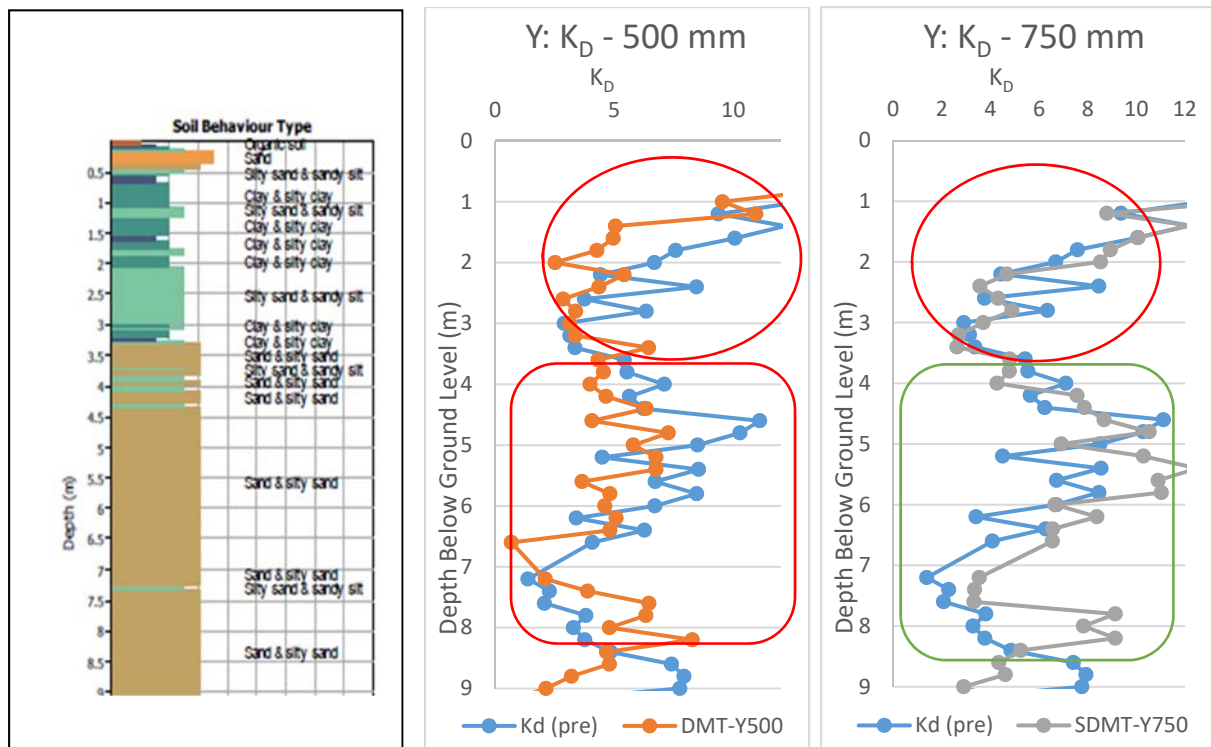 Soil Behaviour Type
Organic soil
Sand
0.5
Silty sand & sandy silt
Clay & silty clay
1
Silty sand & sandy silt
Clay & silty clay
1.5
Clay & silty clay
2
Clay & silty clay
2.5
Silty sand & sandy silt
3
Clay & silty clay
Clay & silty clay
3.5
Sand & silty sand
Silty sand & sandy silt
4
Sand & silty sand
Sand & silty sand
4.5
5
5.5
Sand & silty sand
6
6.5
7
Sand & silty sand
Silty sand & sandy silt
7.5
8
Sand & silty sand
8.5
9
Depth (m)
Y: KD - 500 mm
KD
0 5 10
0
1
2
3
4
5
6
7
8
9
Depth Below Ground Level (m)
Kd (pre) DMT-Y500
Y: KD - 750 mm
KD
0 2 4 6 8 10 12
0
1
2
3
4
5
6
7
8
9
Depth Below Ground Level (m)
Kd (pre) SDMT-Y750